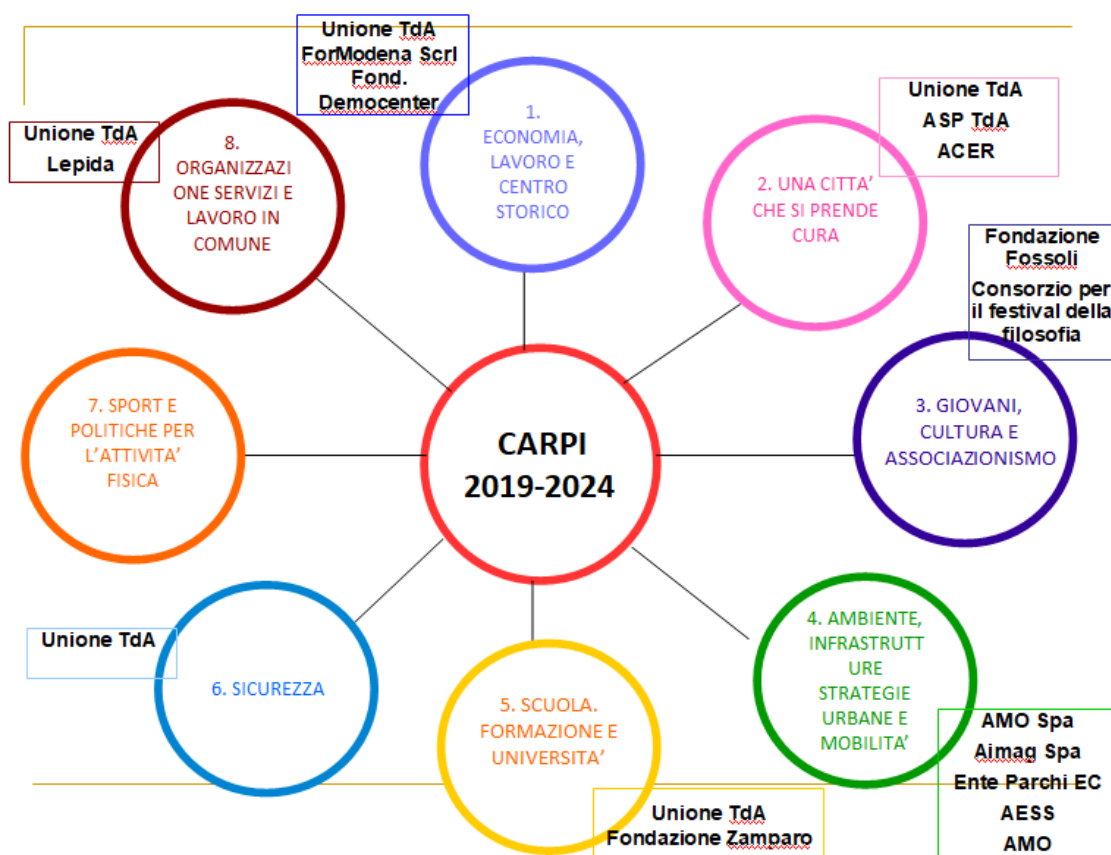 Unione TdA
ForModena Scrl
Fond.
Democenter
1.
ECONOMIA,
LAVORO E
CENTRO
STORICO
Unione TdA
ASP TdA
ACER
2. UNA CITTA'
CHE SI PRENDE
CURA
Fondazione
Fossoli
Consorzio per
il festival della
filosofia
3. GIOVANI,
CULTURA E
ASSOCIAZIONISMO
4. AMBIENTE,
INFRASTRUTT
URE
STRATEGIE
URBANE E
MOBILITA'
AMO Spa
Aimag Spa
Ente Parchi EC
AESS
AMO
5. SCUOLA.
FORMAZIONE E
UNIVERSITA'
Unione TdA
Fondazione Zamparo
Unione TdA
6. SICUREZZA
7. SPORT E
POLITICHE PER
L'ATTIVITA'
FISICA
Unione TdA
Lepida
8.
ORGANIZZAZI
ONE SERVIZI E
LAVORO IN
COMUNE
CARPI
2019-2024